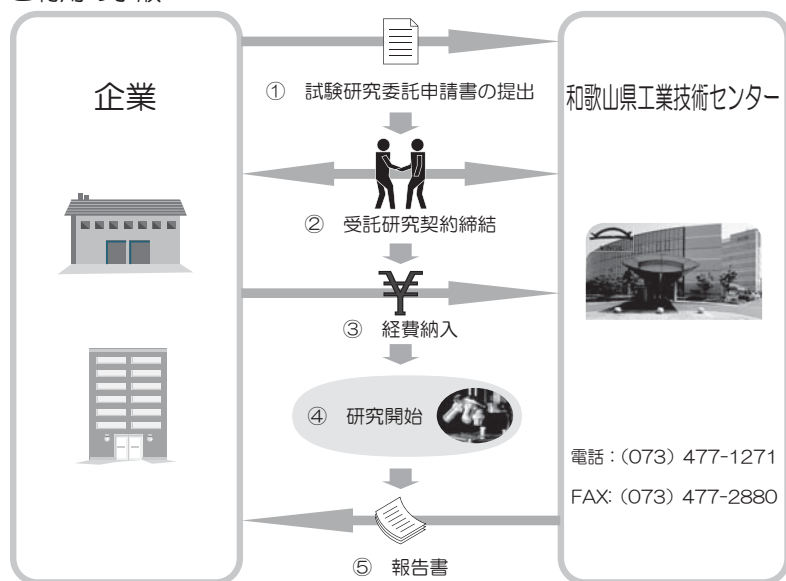 企業
① 試験研究委託申請書の提出
和歌山県工業技術センター
② 受託研究契約締結
¥
③ 経費納入
④ 研究開始
電話：（073）477-1271
FAX:（073）477-2880
⑤ 報告書